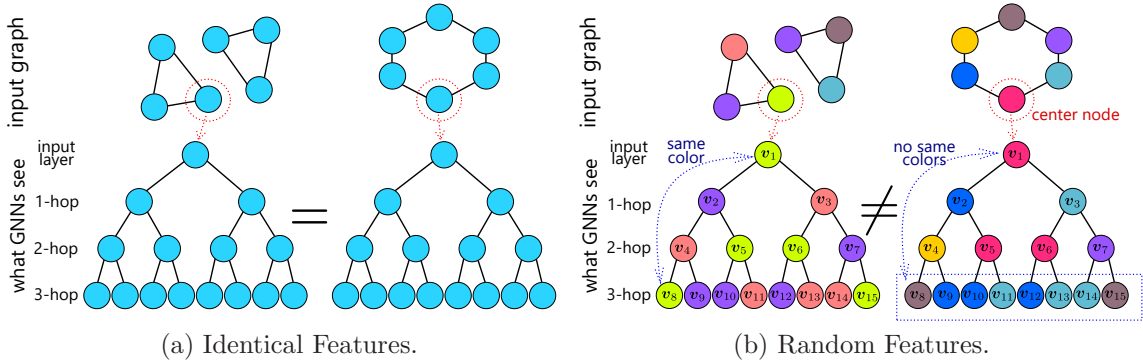 input graph
what GNNs see
input
layer
1-hop
2-hop
3-hop
=
(a) Identical Features.
input graph
what GNNs see
input
layer
1-hop
2-hop
3-hop
same
color
center node
no same
colors
≠
v1
v2 v3
v4 v5 v6 v7
v8 v9 v10 v11 v12 v13 v14 v15
v1
v2 v3
v4 v5 v6 v7
v8 v9 v10 v11 v12 v13 v14 v15
(b) Random Features.